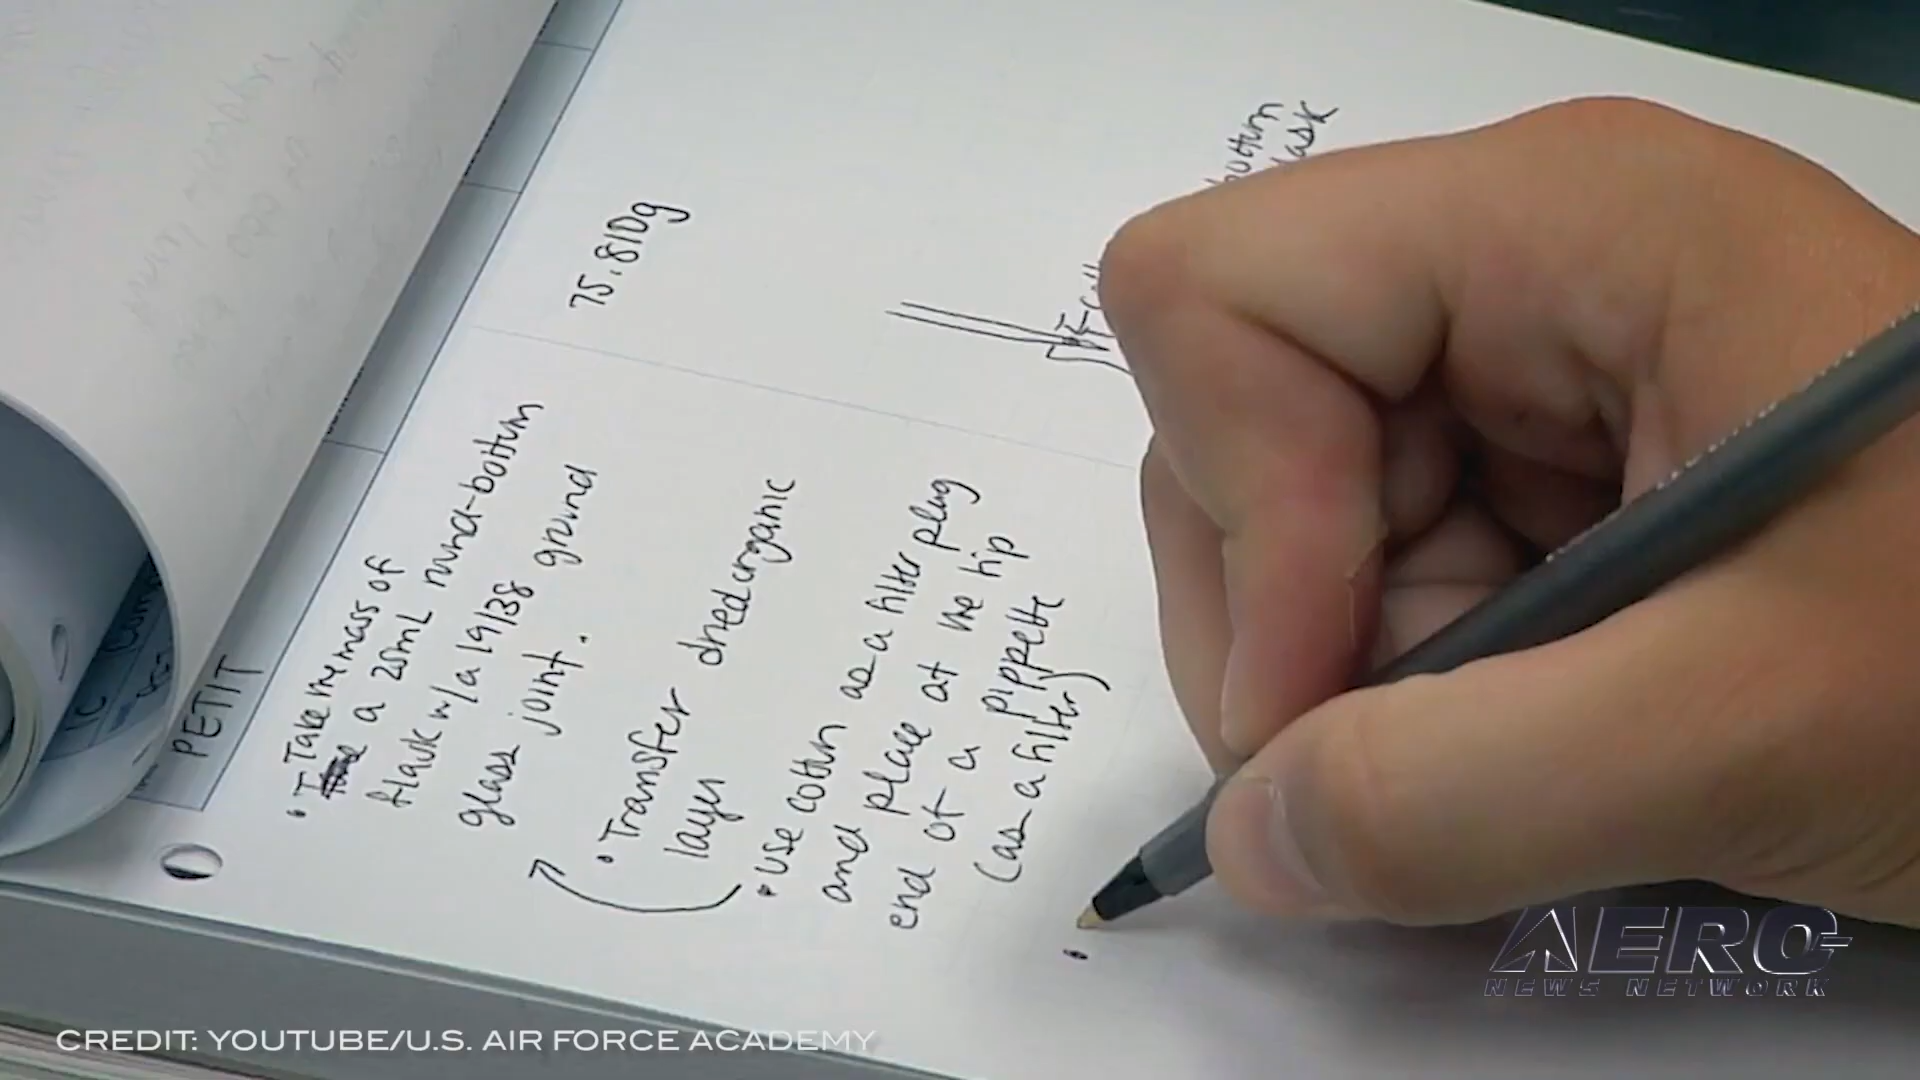 PETIT
• Take the mass of
a 25mL round-bottom
flask w/a 19/38 ground
glass joint.
75.810g
• Transfer dried organic
layer
• Use cotton as a filter plug
and place at the tip
end of a pippette
(as a filter)
•
bottom
lask
AERO
NEWS NETWORK
CREDIT: YOUTUBE/U.S. AIR FORCE ACADEMY